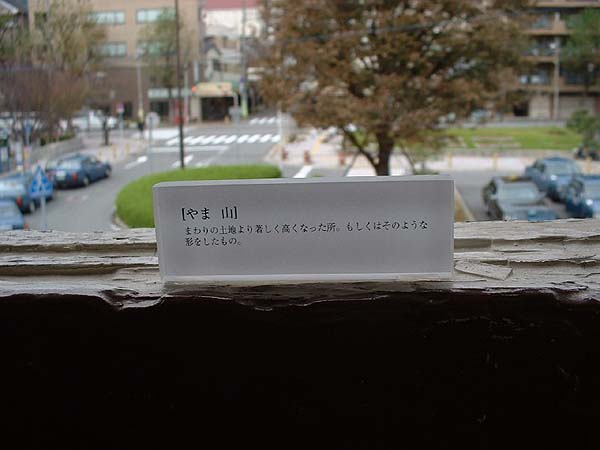 [やま 山]
まわりの土地より著しく高くなった所。もしくはそのような
形をしたもの。